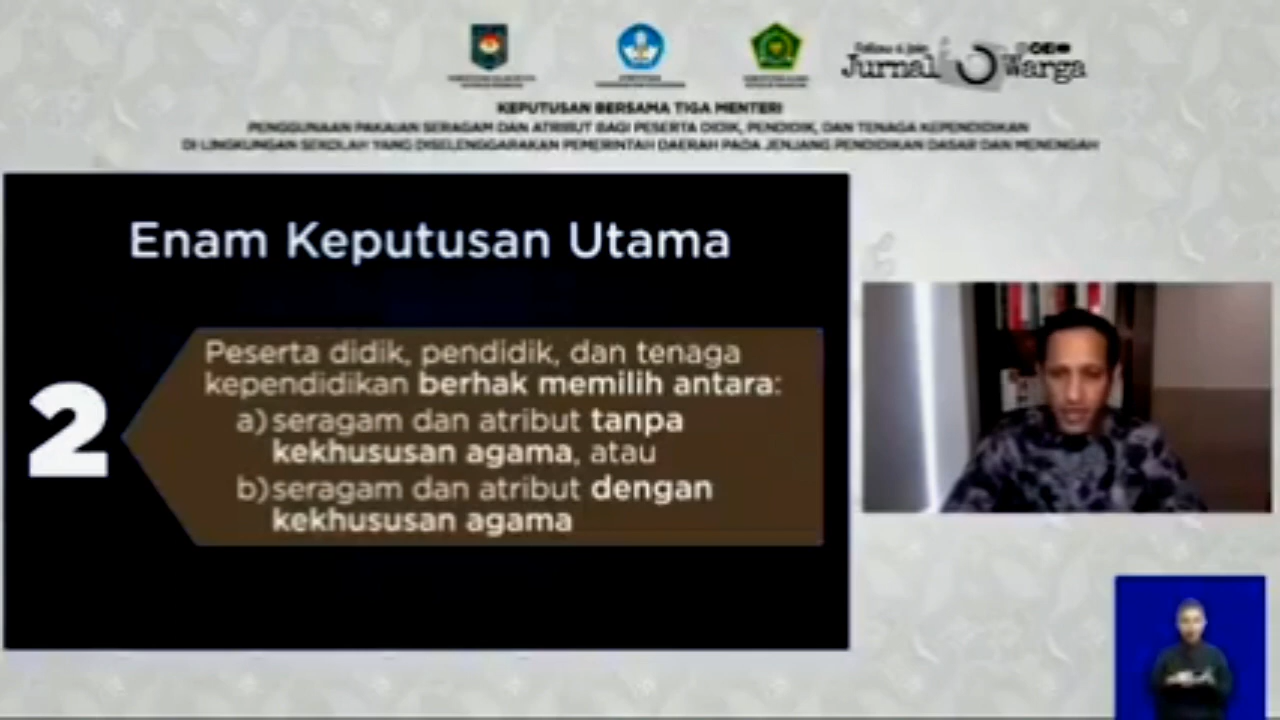 Follow & Join
Jurnal Warga
KEPUTUSAN BERSAMA TIGA MENTERI
PENGGUNAAN PAKAIAN SERAGAM DAN ATRIBUT BAGI PESERTA DIDIK, PENDIDIK, DAN TENAGA KEPENDIDIKAN
DI LINGKUNGAN SEKOLAH YANG DISELENGGARAKAN PEMERINTAH DAERAH PADA JENJANG PENDIDIKAN DASAR DAN MENENGAH
Enam Keputusan Utama
2
Peserta didik, pendidik, dan tenaga
kependidikan berhak memilih antara:
a) seragam dan atribut tanpa
kekhususan agama, atau
b) seragam dan atribut dengan
kekhususan agama